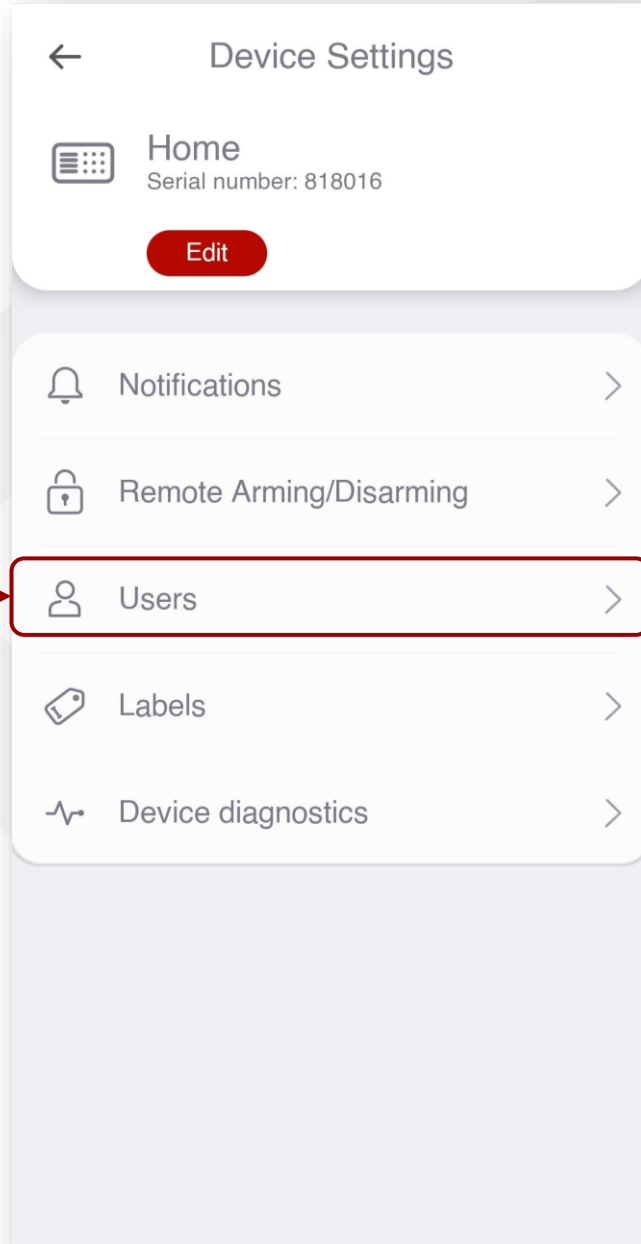 Device Settings
Home
Serial number: 818016
Edit
Notifications
Remote Arming/Disarming
Users
Labels
Device diagnostics